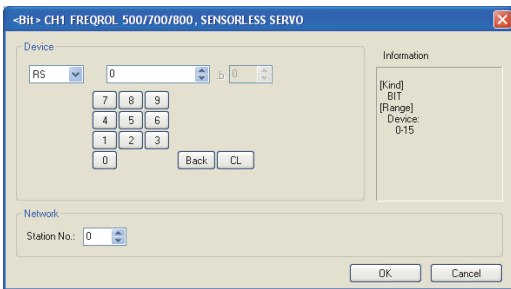 <Bit> CH1 FREQROL 500/700/800, SENSORLESS SERVO
Device
RS 0 .b 0
7 8 9
4 5 6
1 2 3
0 Back CL
Information
[Kind]
BIT
[Range]
Device:
0-15
Network
Station No.: 0
OK Cancel